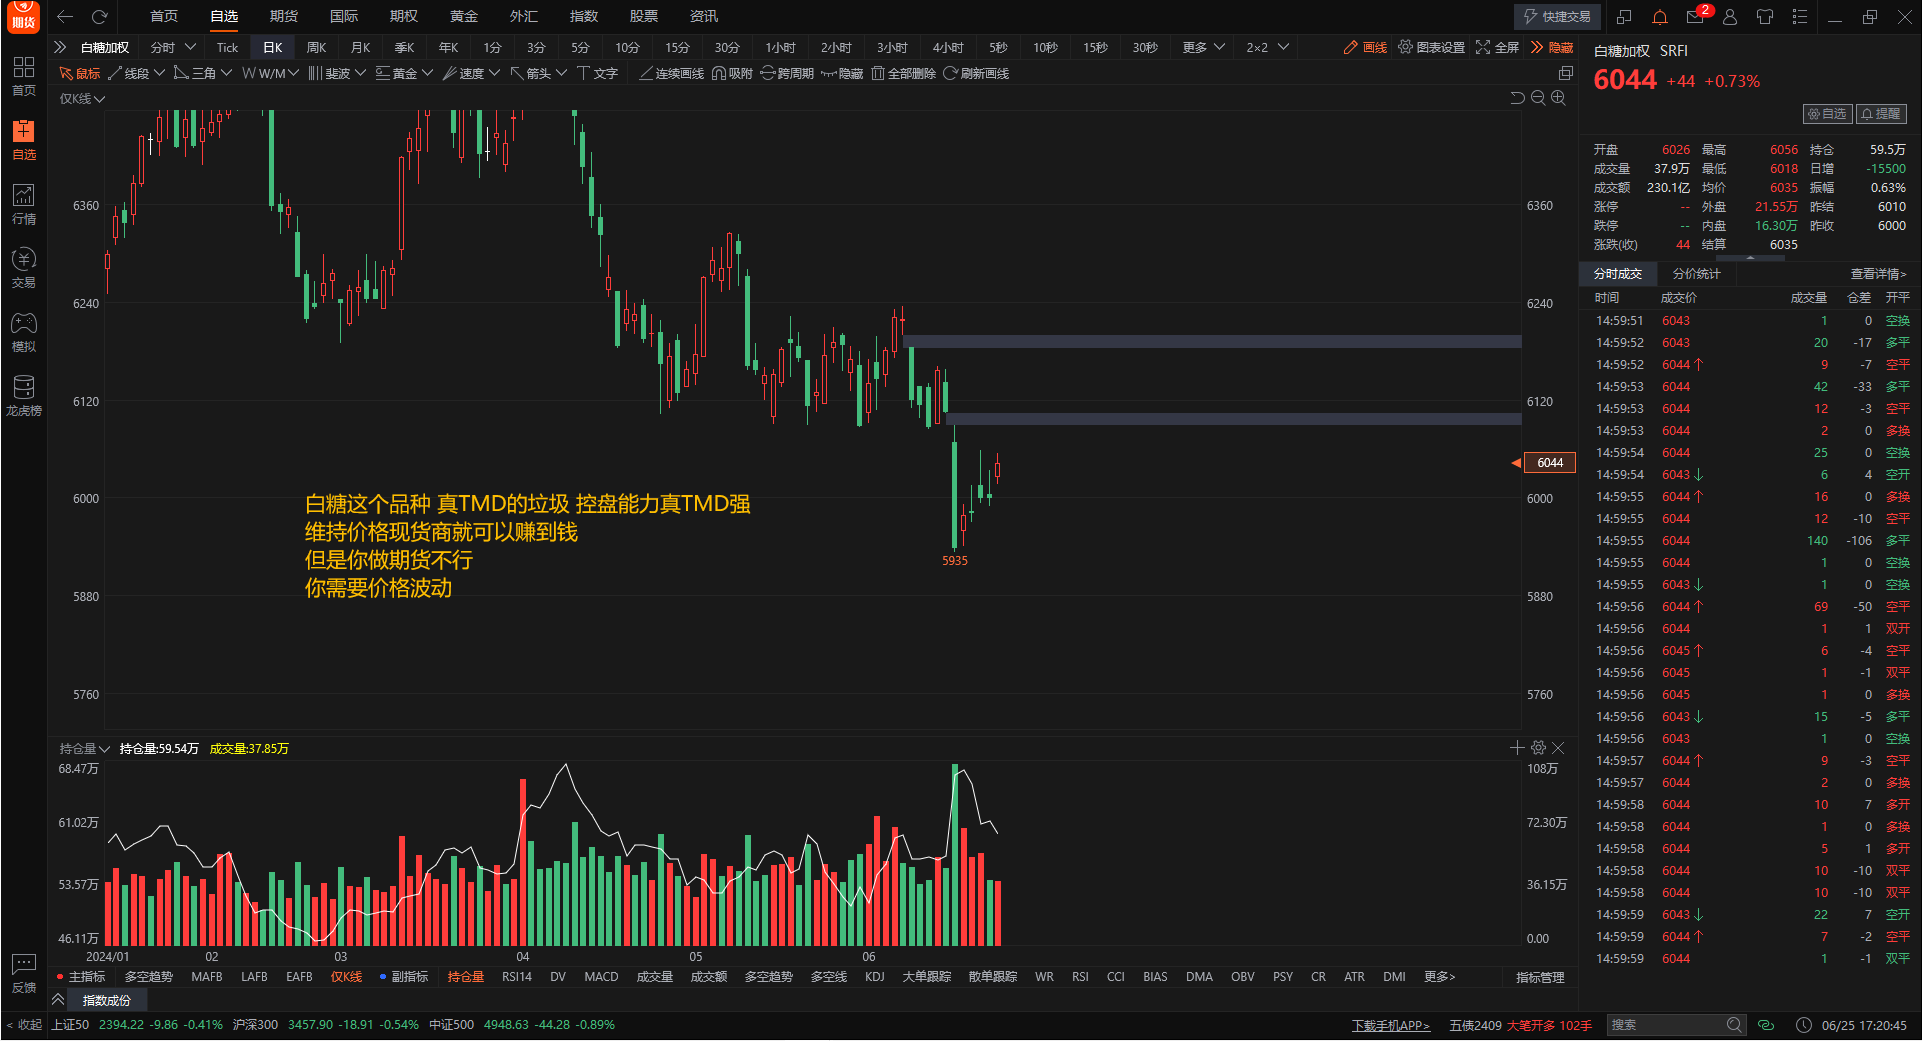 期货
首页 自选 期货 国际 期权 黄金 外汇 指数 股票 资讯
快捷交易 2
白糖加权 分时 Tick 日K 周K 月K 季K 年K 1分 3分 5分 10分 15分 30分 1小时 2小时 3小时 4小时 5秒 10秒 15秒 30秒 更多 2×2 画线 图表设置 全屏 隐藏
鼠标 线段 三角 W/M 斐波 黄金 速度 箭头 文字 连续画线 吸附 跨周期 隐藏 全部删除 刷新画线
仅K线
首页
自选
行情
交易
模拟
龙虎榜
反馈
< 收起
6360 6360
6240 6240
6120 6120
6044
6000 6000
白糖这个品种 真TMD的垃圾 控盘能力真TMD强
维持价格现货商就可以赚到钱
但是你做期货不行
你需要价格波动
5935
5880 5880
5760 5760
持仓量 持仓量:59.54万 成交量:37.85万
68.47万 108万
61.02万 72.30万
53.57万 36.15万
46.11万 0.00
2024/01 02 03 04 05 06
主指标 多空趋势 MAFB LAFB EAFB 仅K线 副指标 持仓量 RSI14 DV MACD 成交量 成交额 多空趋势 多空线 KDJ 大单跟踪 散单跟踪 WR RSI CCI BIAS DMA OBV PSY CR ATR DMI 更多> 指标管理
指数成份
上证50 2394.22 -9.86 -0.41% 沪深300 3457.90 -18.91 -0.54% 中证500 4948.63 -44.28 -0.89%
下载手机APP> 五债2409 大笔开多 102手 搜索 06/25 17:20:45
白糖加权 SRFI
6044 +44 +0.73%
自选 提醒
开盘 6026 最高 6056 持仓 59.5万
成交量 37.9万 最低 6018 日增 -15500
成交额 230.1亿 均价 6035 振幅 0.63%
涨停 -- 外盘 21.55万 昨结 6010
跌停 -- 内盘 16.30万 昨收 6000
涨跌(收) 44 结算 6035
分时成交 分价统计 查看详情>
时间 成交价 成交量 仓差 开平
14:59:51 6043 1 0 空换
14:59:52 6043 20 -17 多平
14:59:52 6044↑ 9 -7 空平
14:59:53 6044 42 -33 多平
14:59:53 6044 12 -3 空平
14:59:53 6044 2 0 多换
14:59:54 6044 25 0 空换
14:59:54 6043↓ 6 4 空开
14:59:55 6044↑ 16 0 多换
14:59:55 6044 12 -10 空平
14:59:55 6044 140 -106 多平
14:59:55 6044 1 0 空换
14:59:55 6043↓ 1 0 空换
14:59:56 6044↑ 69 -50 空平
14:59:56 6044 1 1 双开
14:59:56 6045↑ 6 -4 空平
14:59:56 6045 1 -1 双平
14:59:56 6045 1 0 多换
14:59:56 6043↓ 15 -5 多平
14:59:56 6043 1 0 空换
14:59:57 6044↑ 9 -3 空平
14:59:57 6044 2 0 多换
14:59:58 6044 10 7 多开
14:59:58 6044 1 0 多换
14:59:58 6044 5 1 多开
14:59:58 6044 10 -10 双平
14:59:58 6044 10 -10 双平
14:59:59 6043↓ 22 7 空开
14:59:59 6044↑ 7 -2 空平
14:59:59 6044 1 -1 双平